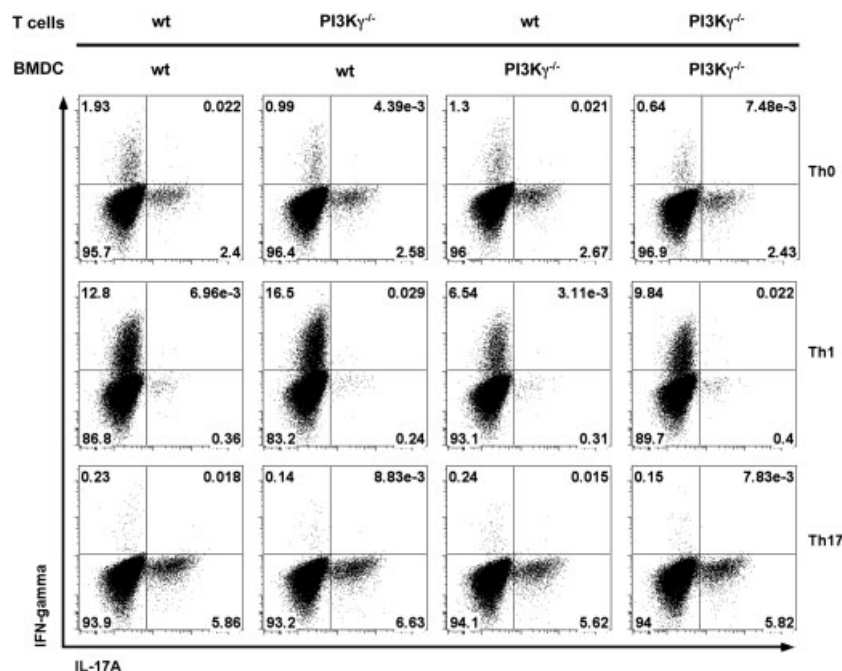 T cells wt PI3Kγ-/- wt PI3Kγ-/-
BMDC wt wt PI3Kγ-/- PI3Kγ-/-
1.93 0.022 0.99 4.39e-3 1.3 0.021 0.64 7.48e-3
Th0
95.7 2.4 96.4 2.58 96 2.67 96.9 2.43
12.8 6.96e-3 16.5 0.029 6.54 3.11e-3 9.84 0.022
Th1
86.8 0.36 83.2 0.24 93.1 0.31 89.7 0.4
0.23 0.018 0.14 8.83e-3 0.24 0.015 0.15 7.83e-3
Th17
93.9 5.86 93.2 6.63 94.1 5.62 94 5.82
IFN-gamma
IL-17A